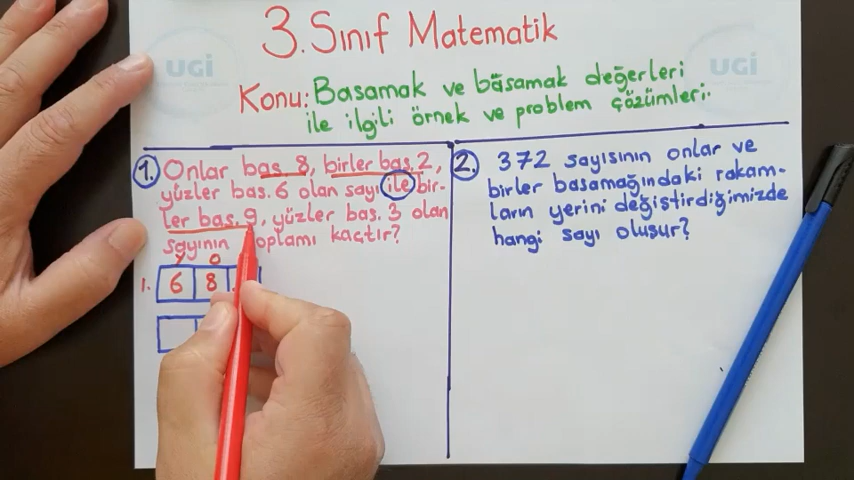 3. Sınıf Matematik
UGİ
UGİ
Konu: Basamak ve basamak değerleri
ile ilgili örnek ve problem çözümleri.
1. Onlar bas 8, birler bas. 2,
yüzler bas. 6 olan sayı ile bir-
ler bas. 9, yüzler bas. 3 olan
sayının toplamı kaçtır?
Y O
1. 6 8
2. 372 sayısının onlar ve
birler basamağındaki rakam-
ların yerini değiştirdiğimizde
hangi sayı oluşur?